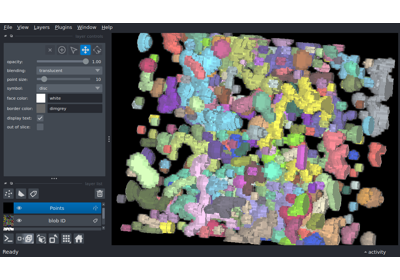 File View Layers Plugins Window Help
opacity: 1.00
blending: translucent
point size: 10
symbol: disc
face color: white
border color: dimgrey
display text:
out of slice:
Points
blob ID
Ready
activity